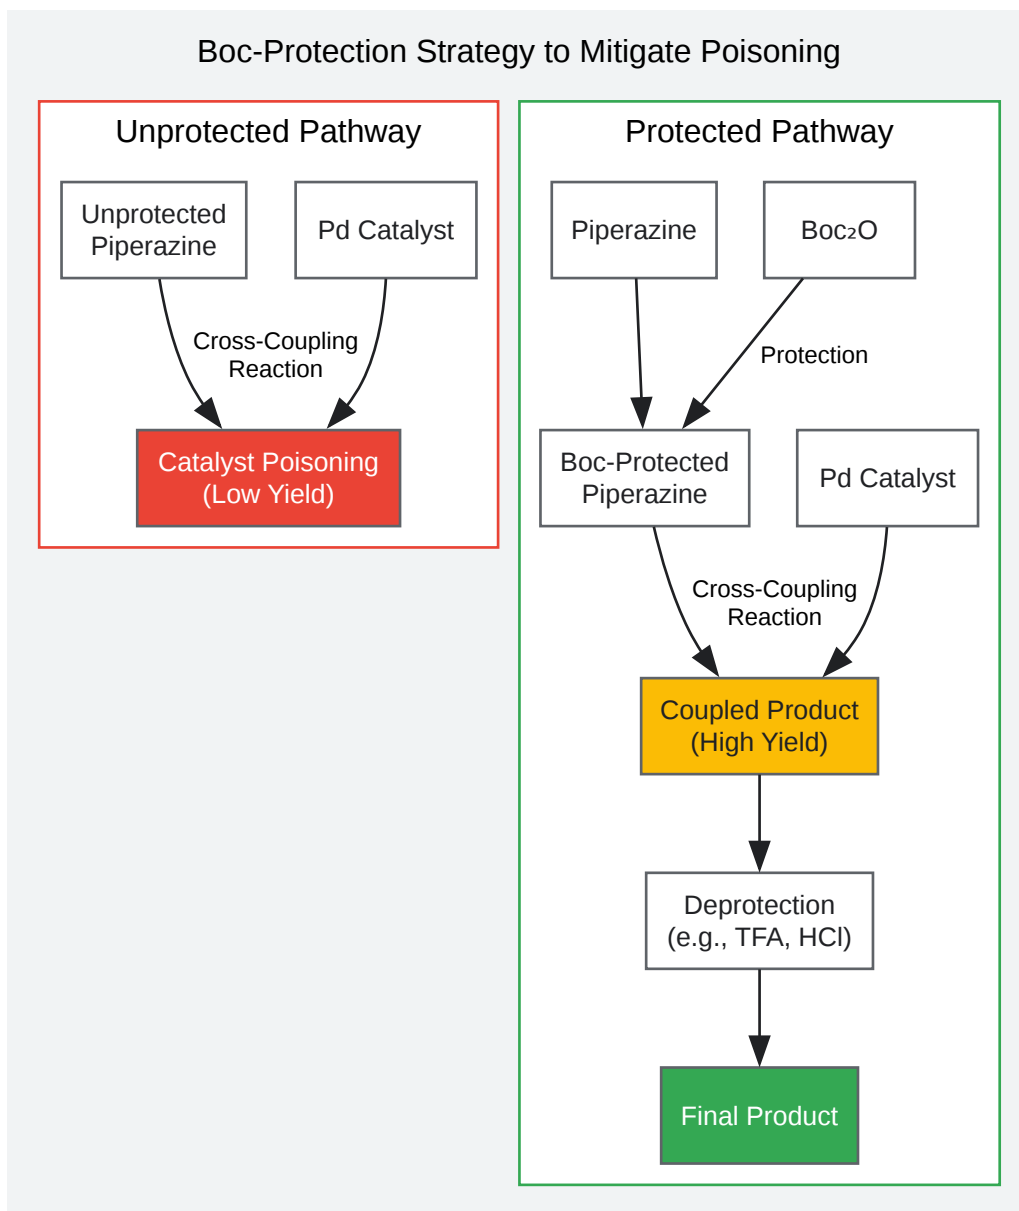 Boc-Protection Strategy to Mitigate Poisoning
Unprotected Pathway
Unprotected
Piperazine
Pd Catalyst
Cross-Coupling
Reaction
Catalyst Poisoning
(Low Yield)
Protected Pathway
Piperazine
Boc₂O
Protection
Boc-Protected
Piperazine
Pd Catalyst
Cross-Coupling
Reaction
Coupled Product
(High Yield)
Deprotection
(e.g., TFA, HCl)
Final Product